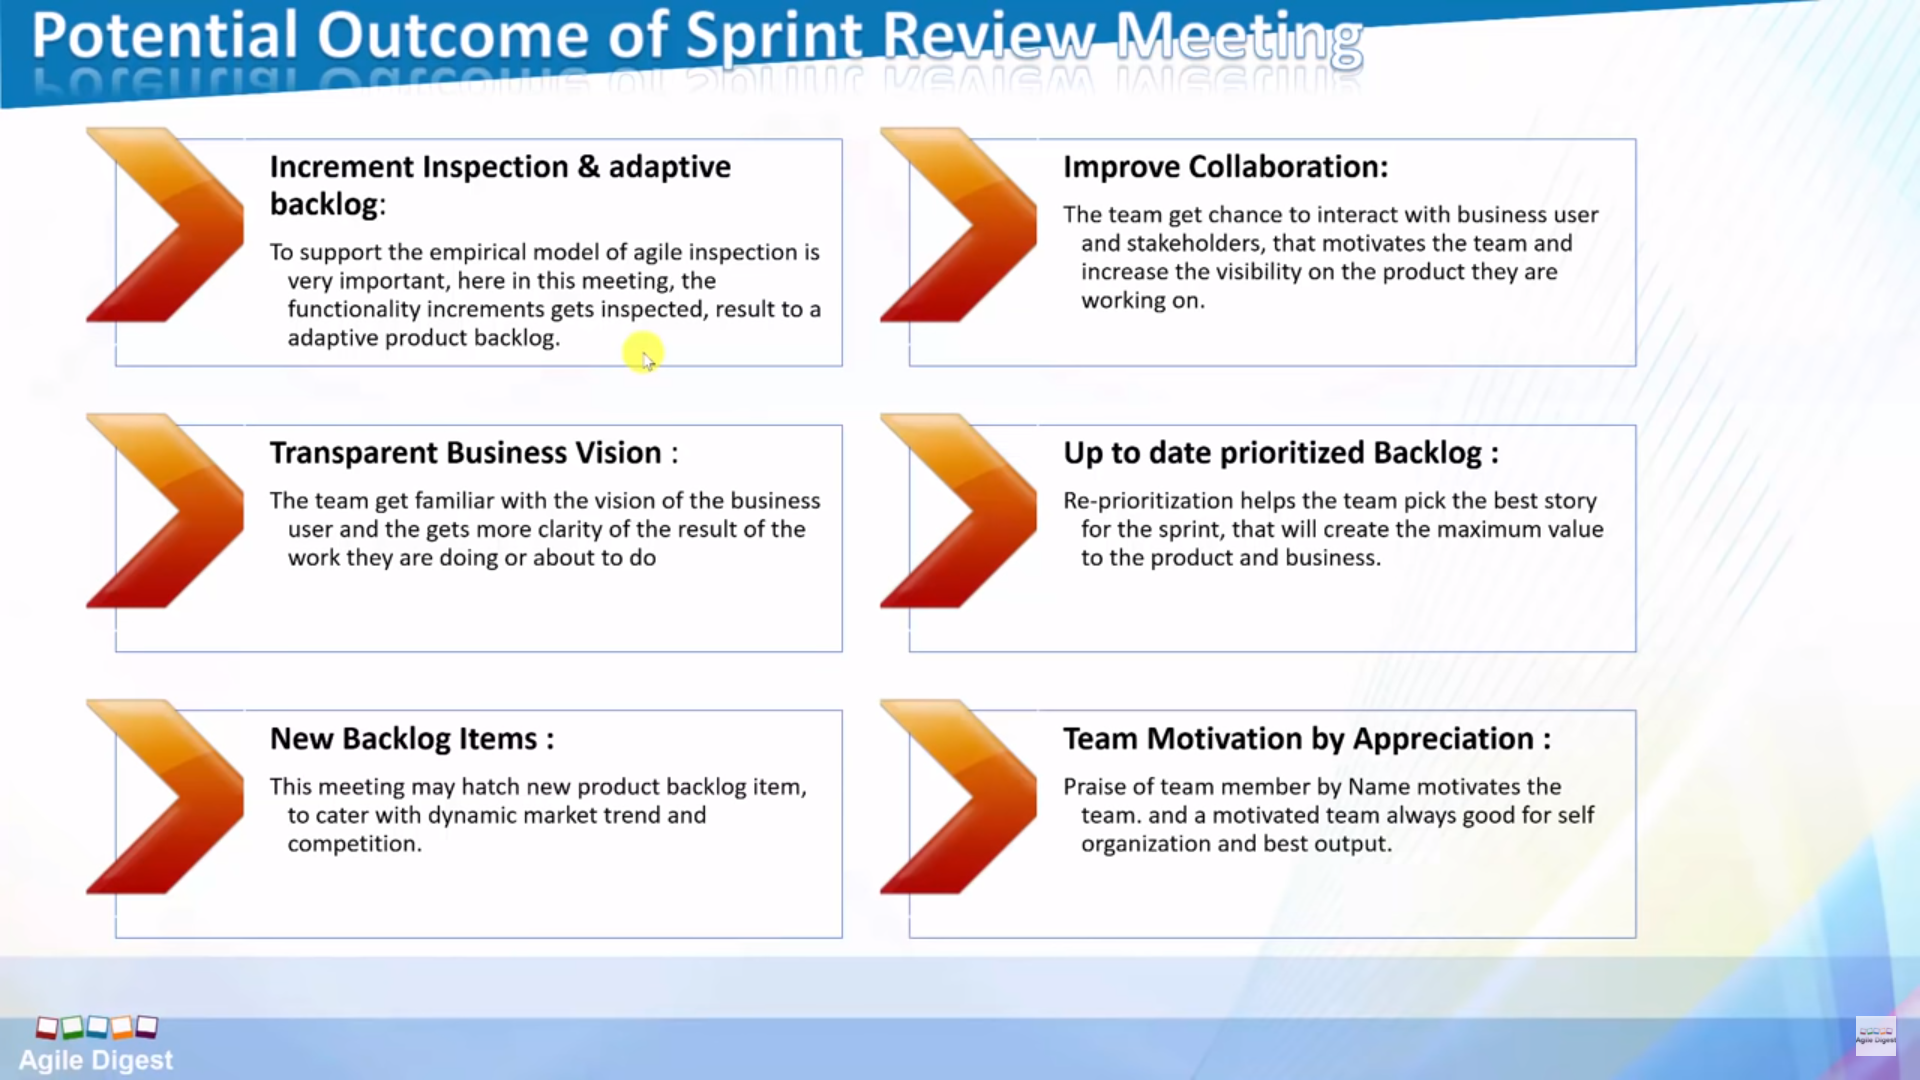 Potential Outcome of Sprint Review Meeting
Increment Inspection & adaptive
backlog:
To support the empirical model of agile inspection is
very important, here in this meeting, the
functionality increments gets inspected, result to a
adaptive product backlog.
Improve Collaboration:
The team get chance to interact with business user
and stakeholders, that motivates the team and
increase the visibility on the product they are
working on.
Transparent Business Vision :
The team get familiar with the vision of the business
user and the gets more clarity of the result of the
work they are doing or about to do
Up to date prioritized Backlog :
Re-prioritization helps the team pick the best story
for the sprint, that will create the maximum value
to the product and business.
New Backlog Items :
This meeting may hatch new product backlog item,
to cater with dynamic market trend and
competition.
Team Motivation by Appreciation :
Praise of team member by Name motivates the
team. and a motivated team always good for self
organization and best output.
Agile Digest
Agile Digest